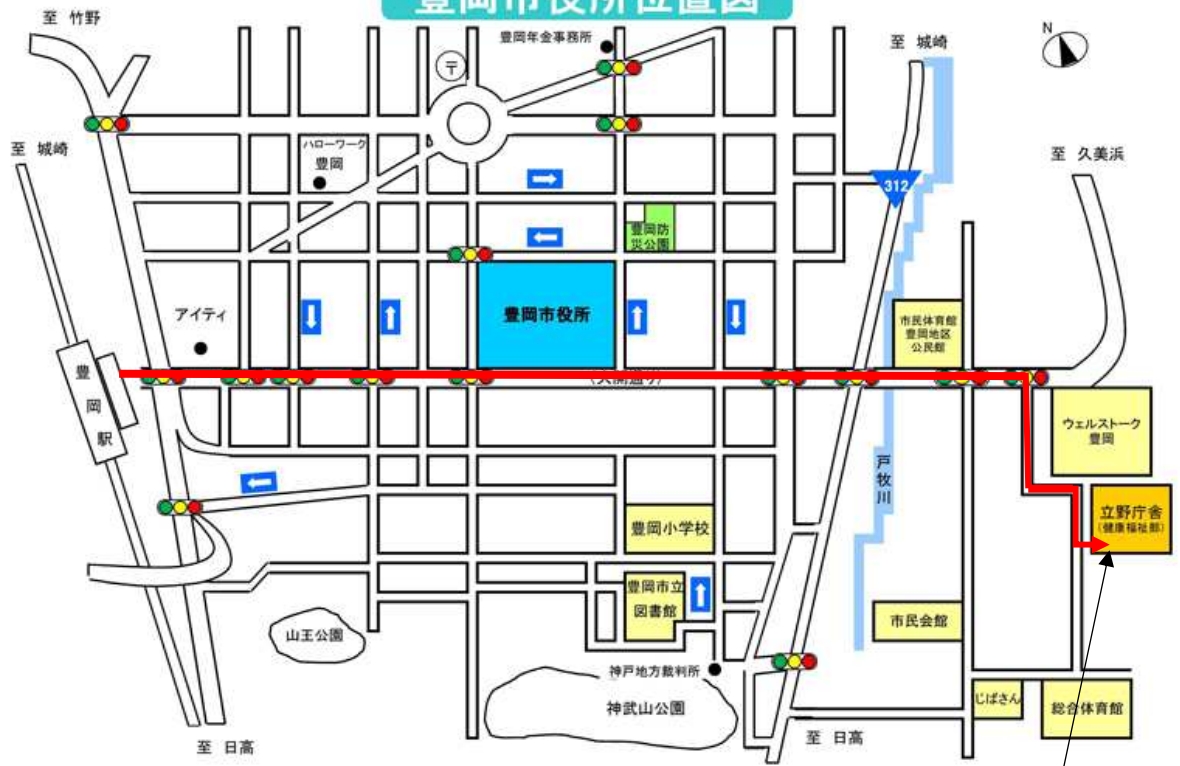 豊岡市役所位置図
至 竹野
豊岡年金事務所
至 城崎
N
〒
至 城崎
ハローワーク
豊岡
至 久美浜
312
豊岡防
災公園
アイティ
豊岡市役所
市民体育館
豊岡地区
公民館
豊
岡
駅
ウェルストーク
豊岡
戸牧川
立野庁舎
(健康福祉部)
豊岡小学校
豊岡市立
図書館
市民会館
山王公園
神戸地方裁判所
神武山公園
じばさん
総合体育館
至 日高
至 日高